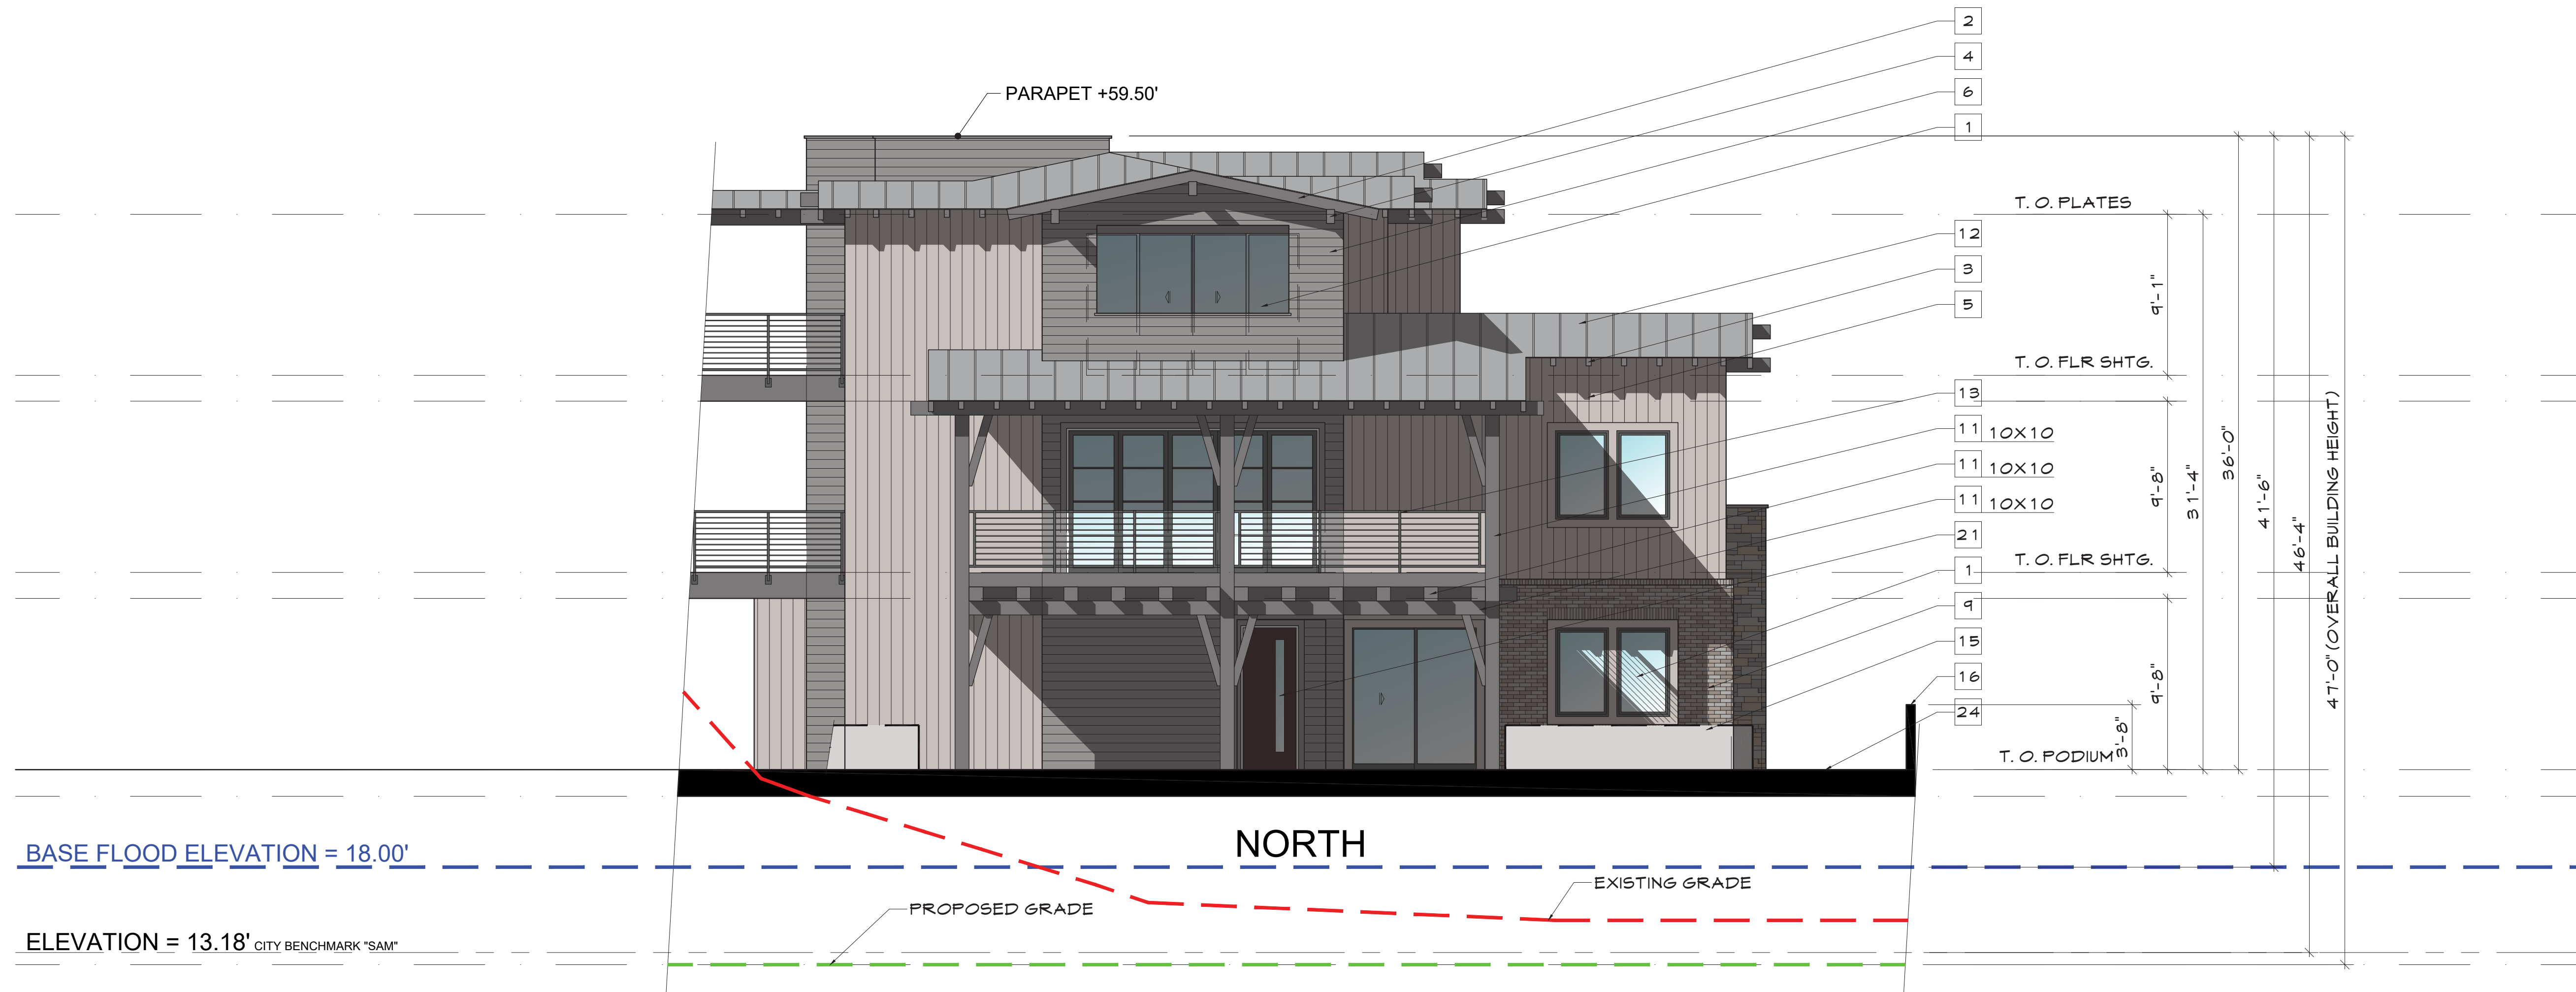 2
4
6
1
PARAPET +59.50'
T. O. PLATES
12
3
5
9'-1"
T. O. FLR SHTG.
13
11 10X10
11 10X10
11 10X10
21
1
9
15
16
24
9'-8"
31'-4"
36'-0"
41'-6"
46'-4"
47'-0" (OVERALL BUILDING HEIGHT)
T. O. FLR SHTG.
9'-8"
3'-8"
T. O. PODIUM
NORTH
BASE FLOOD ELEVATION = 18.00'
EXISTING GRADE
PROPOSED GRADE
ELEVATION = 13.18' CITY BENCHMARK "SAM"